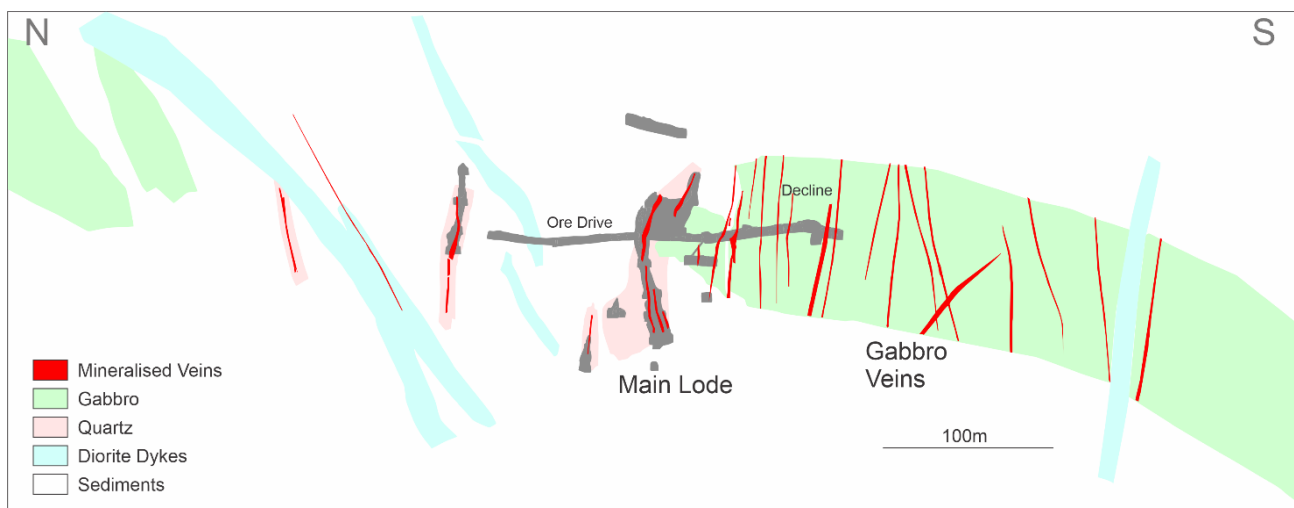 N
S
Decline
Ore Drive
Main Lode
Gabbro
Veins
100m
Mineralised Veins
Gabbro
Quartz
Diorite Dykes
Sediments